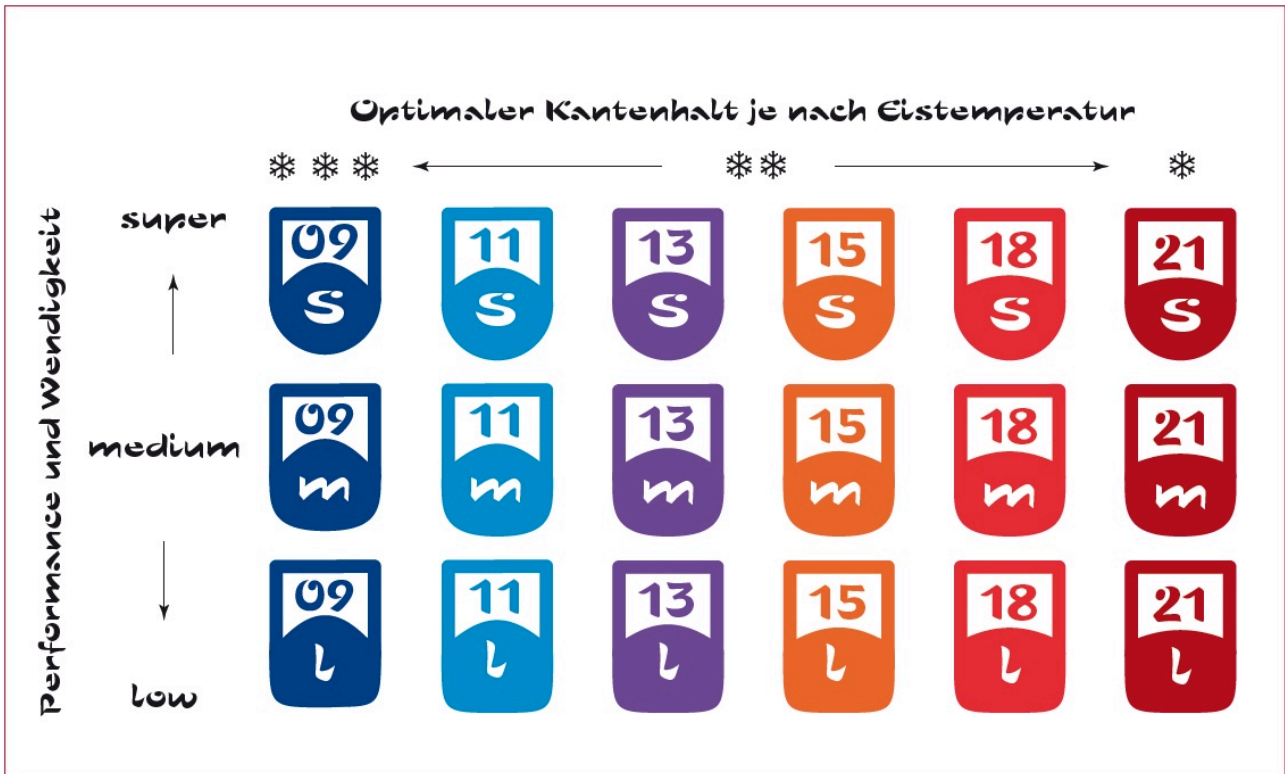 Optimaler Kantenhalt je nach Eistemperatur
Performance und Wendigkeit
super
09 11 13 15 18 21
s s s s s s
medium
09 11 13 15 18 21
m m m m m m
low
09 11 13 15 18 21
l l l l l l